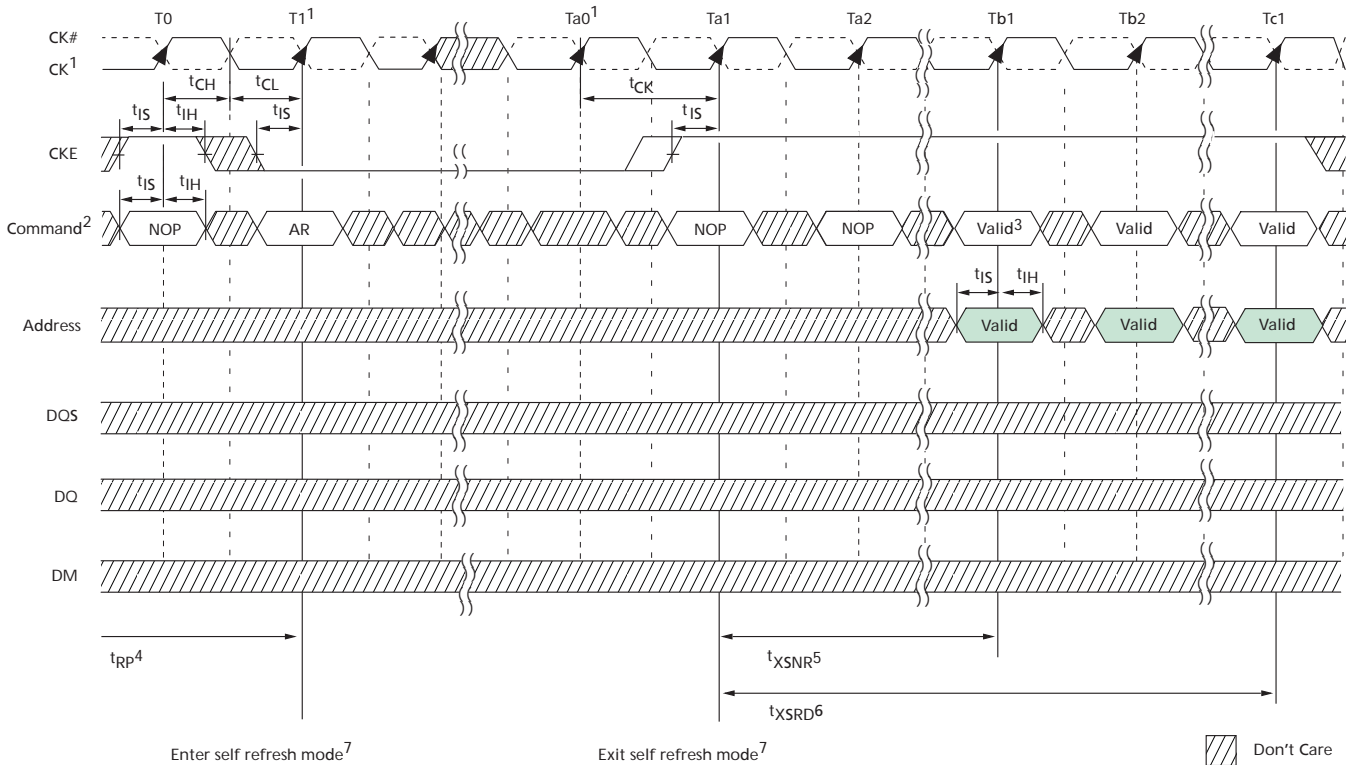 T0 T1¹ Ta0¹ Ta1 Ta2 Tb1 Tb2 Tc1
CK#
CK¹
tCH tCL tCK
tIS tIH tIS tIS
CKE
tIS tIH
Command² NOP AR NOP NOP Valid³ Valid Valid
tIS tIH
Address Valid Valid Valid
DQS
DQ
DM
tRP⁴ tXSNR⁵
tXSRD⁶
Enter self refresh mode⁷ Exit self refresh mode⁷ Don't Care